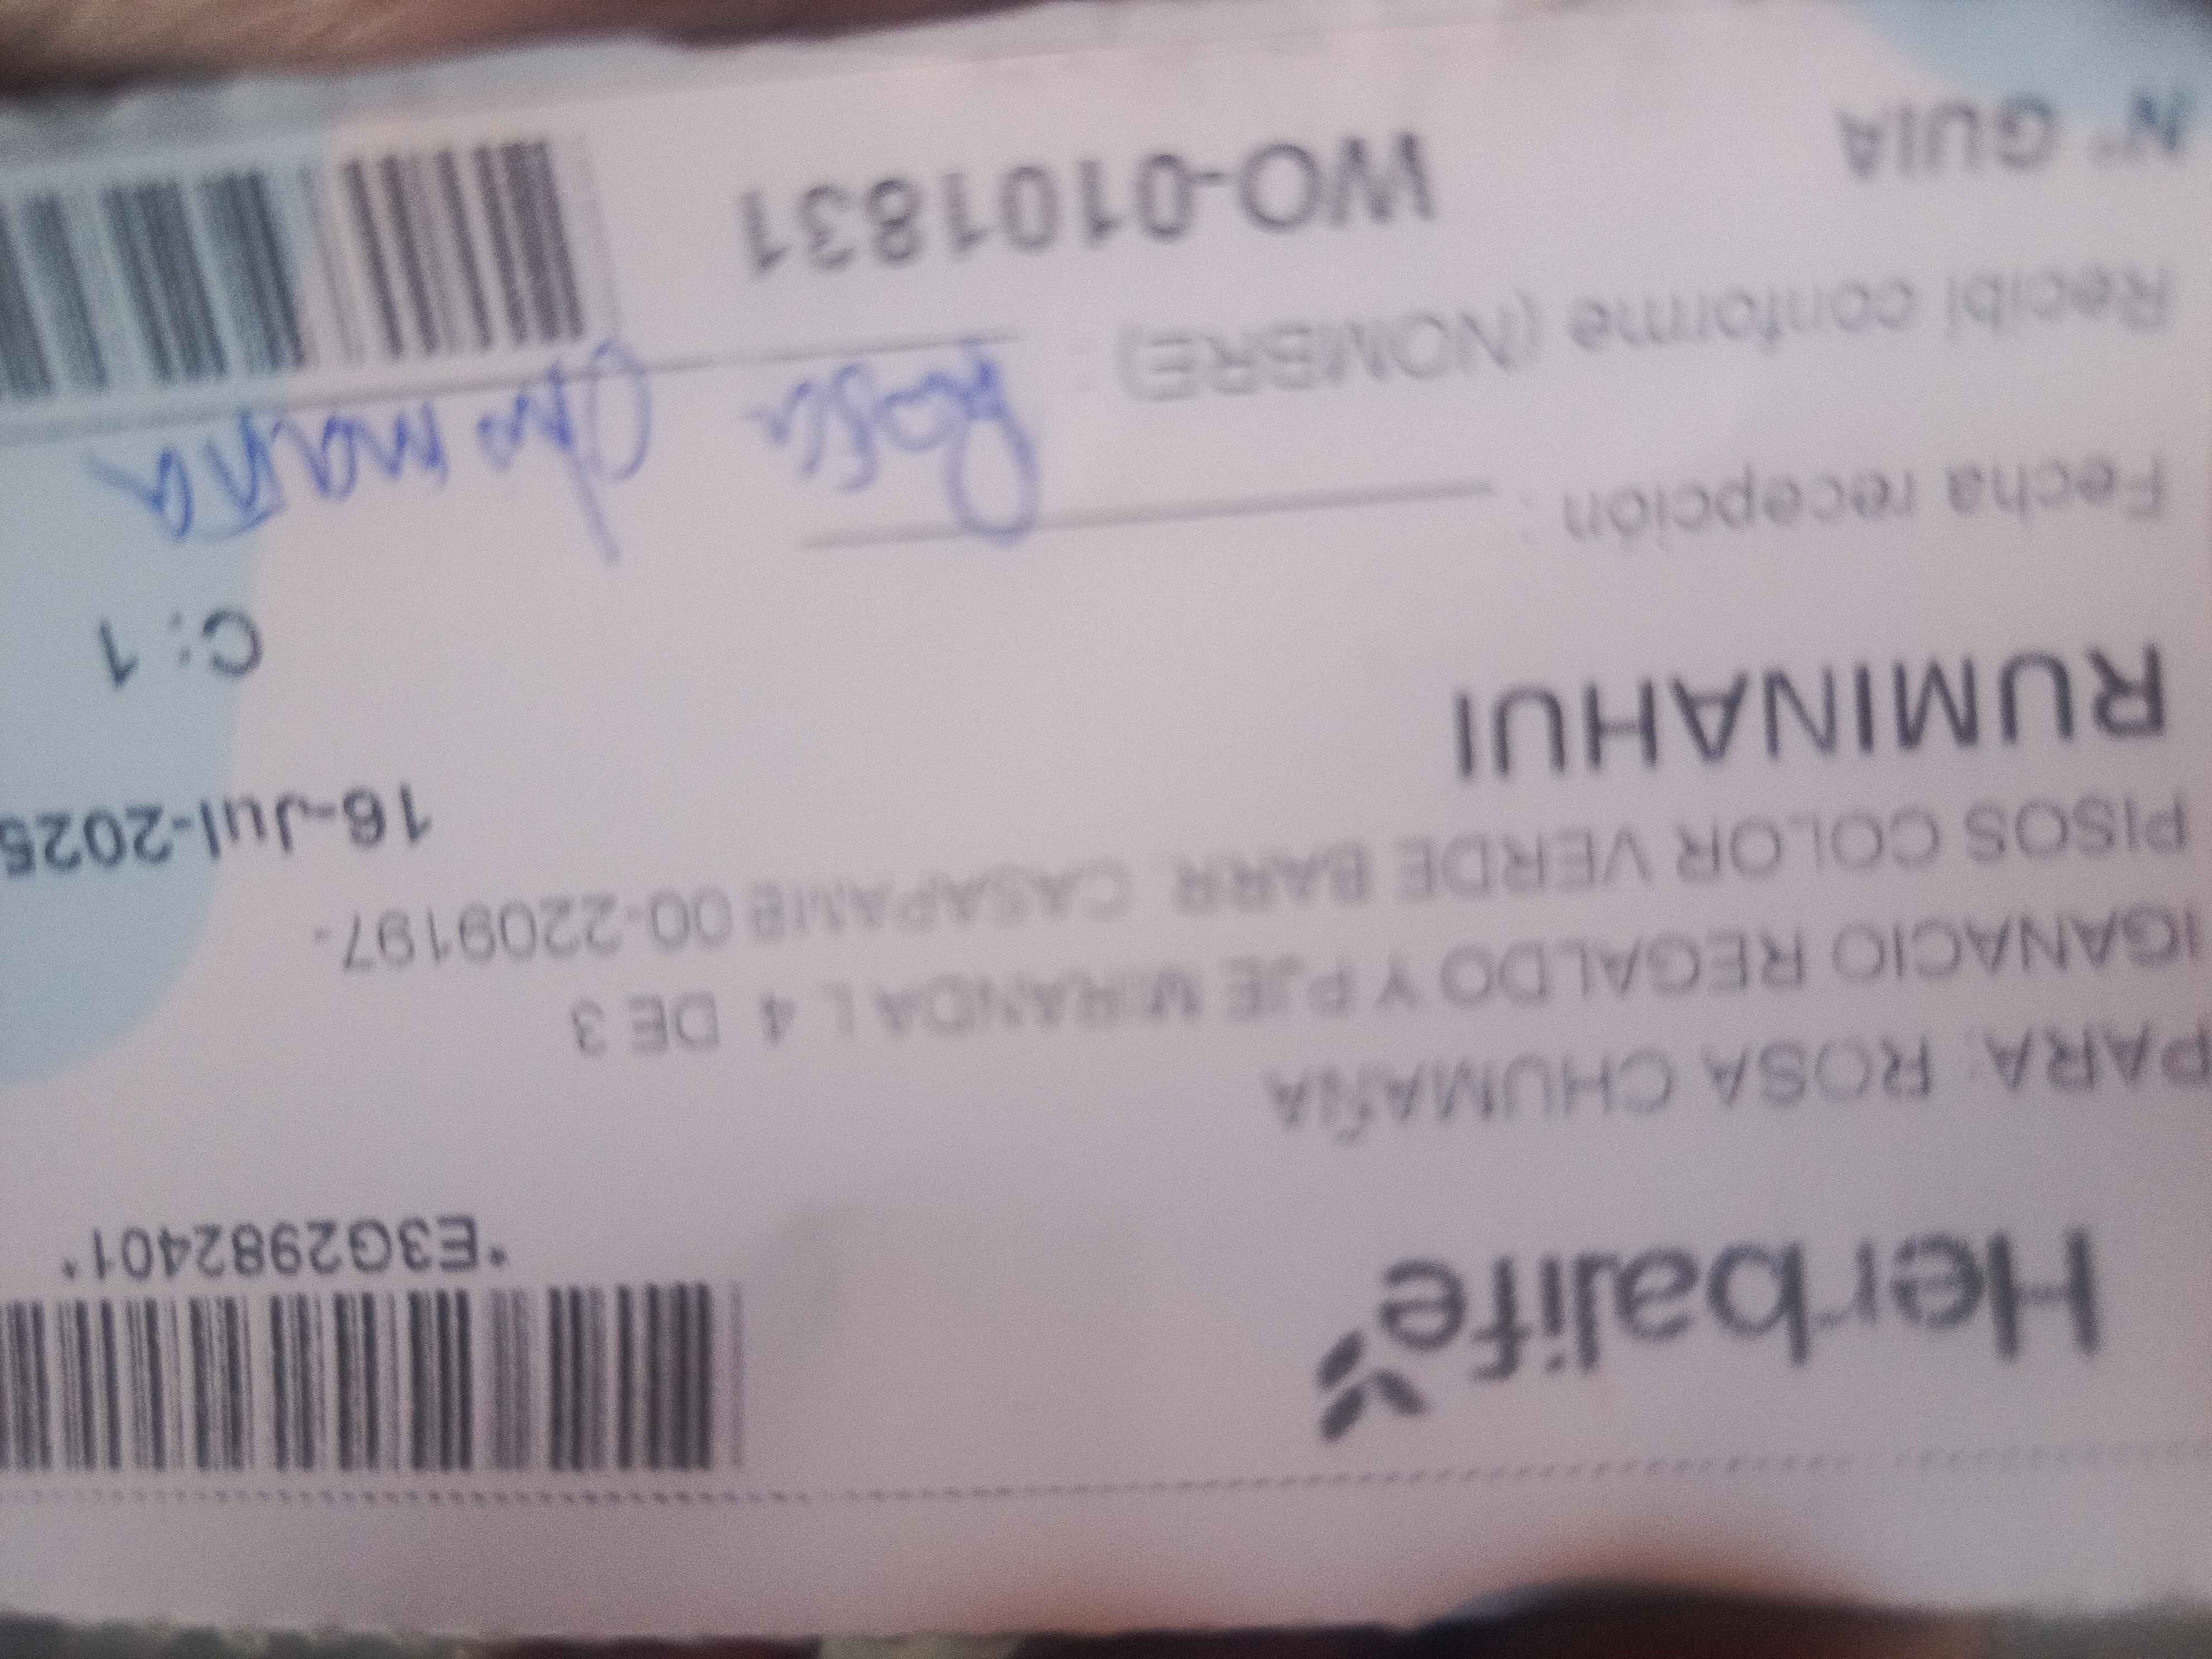 Herbalife
*E3G2982401*
PARA: ROSA CHUMAÑA
IGANACIO REGALDO Y PJE MIRANDA L 4 DE 3
PISOS COLOR VERDE BARR CASAPAMB 00-2209197-
16-Jul-2025
RUMINAHUI
C: 1
Fecha recepción :
Recibí conforme (NOMBRE) : Rosa Chumaña
N° GUIA WO-0101831